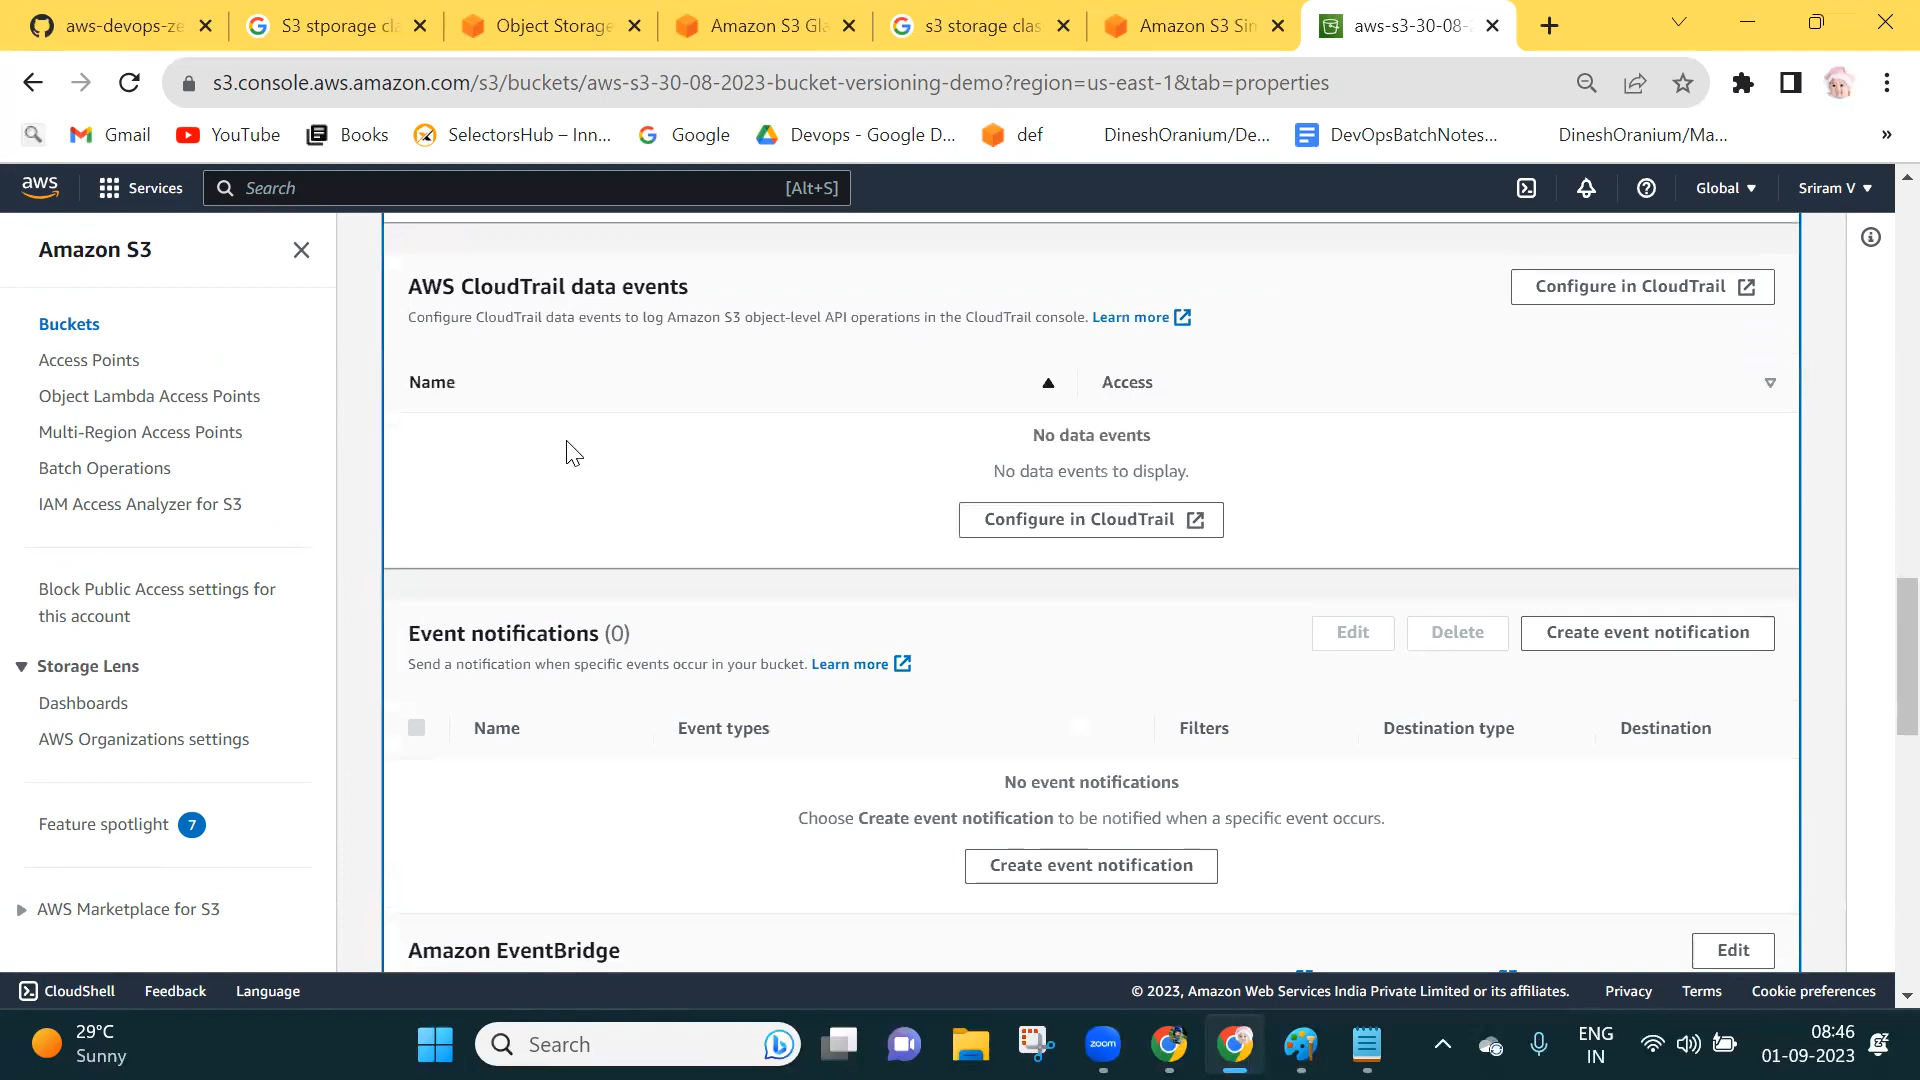 aws-devops-ze
S3 stporage cla
Object Storage
Amazon S3 Gla
s3 storage clas
Amazon S3 Sim
aws-s3-30-08-
s3.console.aws.amazon.com/s3/buckets/aws-s3-30-08-2023-bucket-versioning-demo?region=us-east-1&tab=properties
Gmail
YouTube
Books
SelectorsHub – Inn...
Google
Devops - Google D...
def
DineshOranium/De...
DevOpsBatchNotes...
DineshOranium/Ma...
»
aws
Services
Search
[Alt+S]
Global
Sriram V
Amazon S3
Buckets
Access Points
Object Lambda Access Points
Multi-Region Access Points
Batch Operations
IAM Access Analyzer for S3
Block Public Access settings for
this account
Storage Lens
Dashboards
AWS Organizations settings
Feature spotlight 7
AWS Marketplace for S3
AWS CloudTrail data events
Configure in CloudTrail
Configure CloudTrail data events to log Amazon S3 object-level API operations in the CloudTrail console. Learn more
Name
Access
No data events
No data events to display.
Configure in CloudTrail
Event notifications (0)
Edit
Delete
Create event notification
Send a notification when specific events occur in your bucket. Learn more
Name
Event types
Filters
Destination type
Destination
No event notifications
Choose Create event notification to be notified when a specific event occurs.
Create event notification
Amazon EventBridge
Edit
CloudShell
Feedback
Language
© 2023, Amazon Web Services India Private Limited or its affiliates.
Privacy
Terms
Cookie preferences
29°C
Sunny
Search
zoom
ENG
IN
08:46
01-09-2023